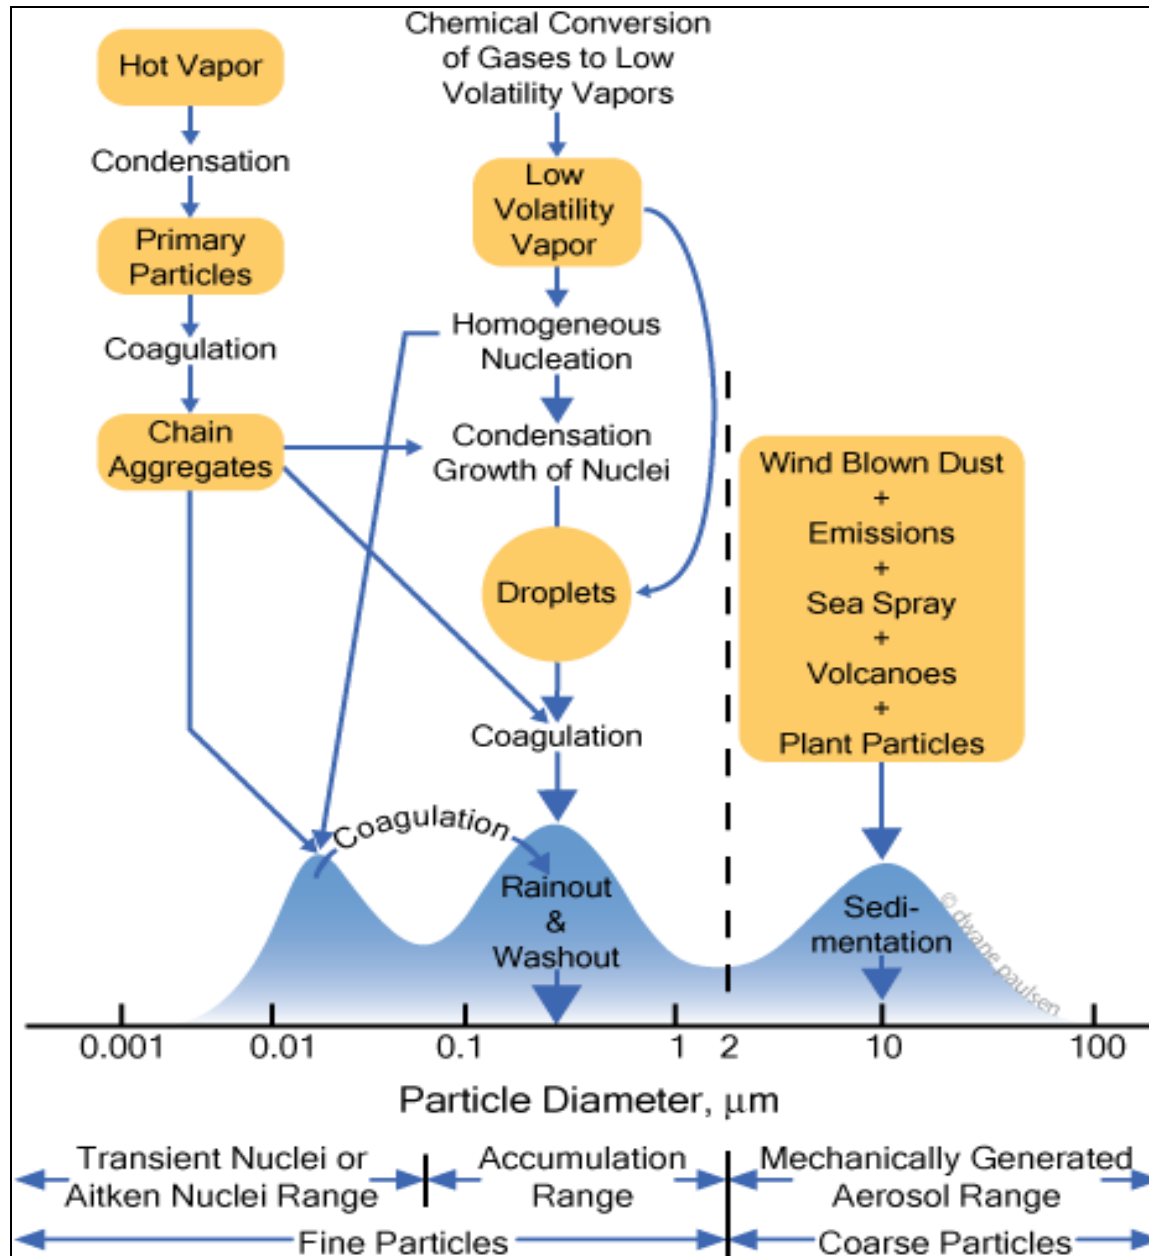 Hot Vapor
Condensation
Primary
Particles
Coagulation
Chain
Aggregates
Chemical Conversion
of Gases to Low
Volatility Vapors
Low
Volatility
Vapor
Homogeneous
Nucleation
Condensation
Growth of Nuclei
Droplets
Coagulation
Wind Blown Dust
+
Emissions
+
Sea Spray
+
Volcanoes
+
Plant Particles
Coagulation
Rainout
&
Washout
Sedi-
mentation
© dwane paulsen
0.001 0.01 0.1 1 2 10 100
Particle Diameter, µm
Transient Nuclei or
Aitken Nuclei Range
Accumulation
Range
Mechanically Generated
Aerosol Range
Fine Particles
Coarse Particles